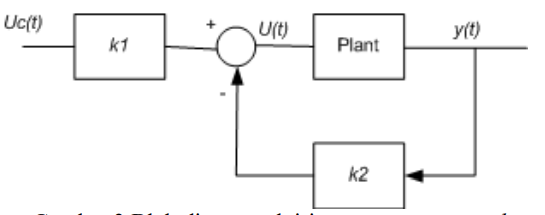 Uc(t)
k1
+
U(t)
Plant
y(t)
-
k2